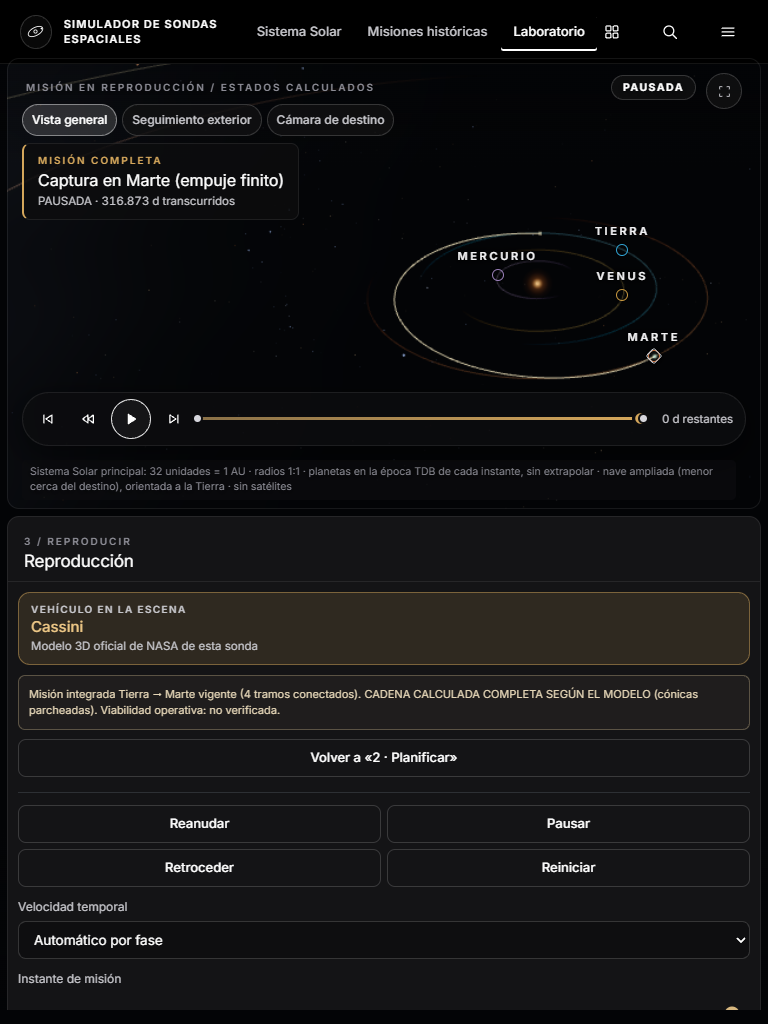 SIMULADOR DE SONDAS
ESPACIALES
Sistema Solar
Misiones históricas
Laboratorio
MISIÓN EN REPRODUCCIÓN / ESTADOS CALCULADOS
PAUSADA
Vista general
Seguimiento exterior
Cámara de destino
MISIÓN COMPLETA
Captura en Marte (empuje finito)
PAUSADA · 316.873 d transcurridos
TIERRA
MERCURIO
VENUS
MARTE
0 d restantes
Sistema Solar principal: 32 unidades = 1 AU · radios 1:1 · planetas en la época TDB de cada instante, sin extrapolar · nave ampliada (menor
cerca del destino), orientada a la Tierra · sin satélites
3 / REPRODUCIR
Reproducción
VEHÍCULO EN LA ESCENA
Cassini
Modelo 3D oficial de NASA de esta sonda
Misión integrada Tierra → Marte vigente (4 tramos conectados). CADENA CALCULADA COMPLETA SEGÚN EL MODELO (cónicas
parcheadas). Viabilidad operativa: no verificada.
Volver a «2 · Planificar»
Reanudar
Pausar
Retroceder
Reiniciar
Velocidad temporal
Automático por fase
Instante de misión